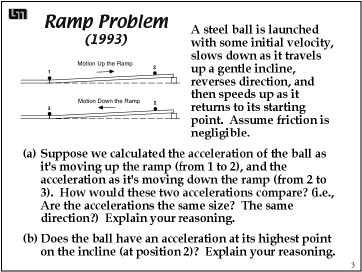 Ramp Problem
(1993)
Motion Up the Ramp
1
2
Motion Down the Ramp
3
2
A steel ball is launched
with some initial velocity,
slows down as it travels
up a gentle incline,
reverses direction, and
then speeds up as it
returns to its starting
point. Assume friction is
negligible.
(a) Suppose we calculated the acceleration of the ball as
it's moving up the ramp (from 1 to 2), and the
acceleration as it's moving down the ramp (from 2 to
3). How would these two accelerations compare? (i.e.,
Are the accelerations the same size? The same
direction?) Explain your reasoning.
(b) Does the ball have an acceleration at its highest point
on the incline (at position 2)? Explain your reasoning.
3